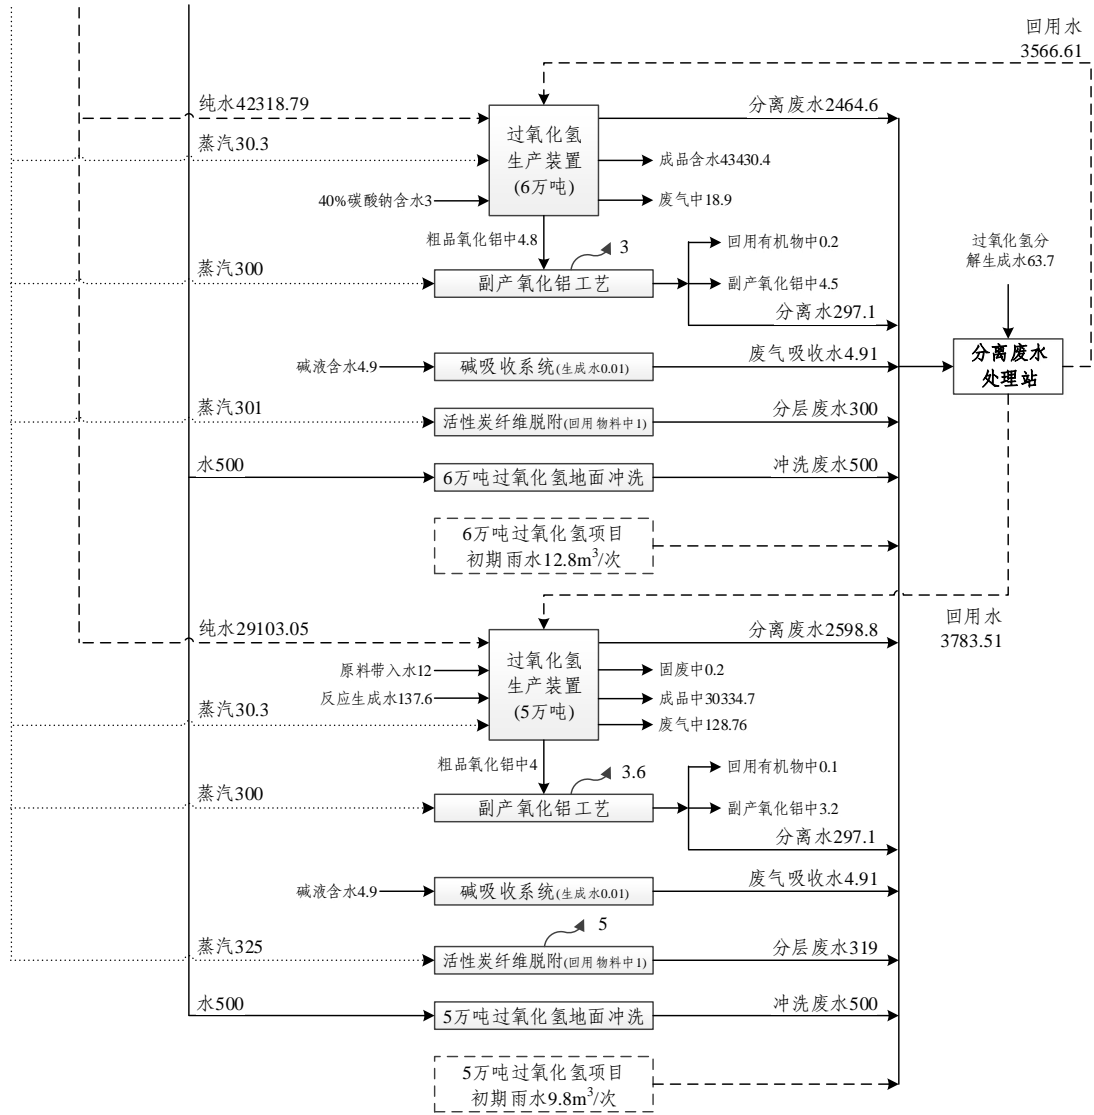 回用水
3566.61
纯水42318.79
分离废水2464.6
过氧化氢
生产装置
(6万吨)
蒸汽30.3
成品含水43430.4
40%碳酸钠含水3
废气中18.9
粗品氧化铝中4.8
3
回用有机物中0.2
过氧化氢分
解生成水63.7
蒸汽300
副产氧化铝工艺
副产氧化铝中4.5
分离水297.1
碱液含水4.9
碱吸收系统(生成水0.01)
废气吸收水4.91
分离废水
处理站
蒸汽301
活性炭纤维脱附(回用物料中1)
分层废水300
水500
6万吨过氧化氢地面冲洗
冲洗废水500
6万吨过氧化氢项目
初期雨水12.8m³/次
回用水
3783.51
纯水29103.05
分离废水2598.8
过氧化氢
生产装置
(5万吨)
原料带入水12
固废中0.2
反应生成水137.6
成品中30334.7
蒸汽30.3
废气中128.76
粗品氧化铝中4
3.6
回用有机物中0.1
蒸汽300
副产氧化铝工艺
副产氧化铝中3.2
分离水297.1
碱液含水4.9
碱吸收系统(生成水0.01)
废气吸收水4.91
5
蒸汽325
活性炭纤维脱附(回用物料中1)
分层废水319
水500
5万吨过氧化氢地面冲洗
冲洗废水500
5万吨过氧化氢项目
初期雨水9.8m³/次